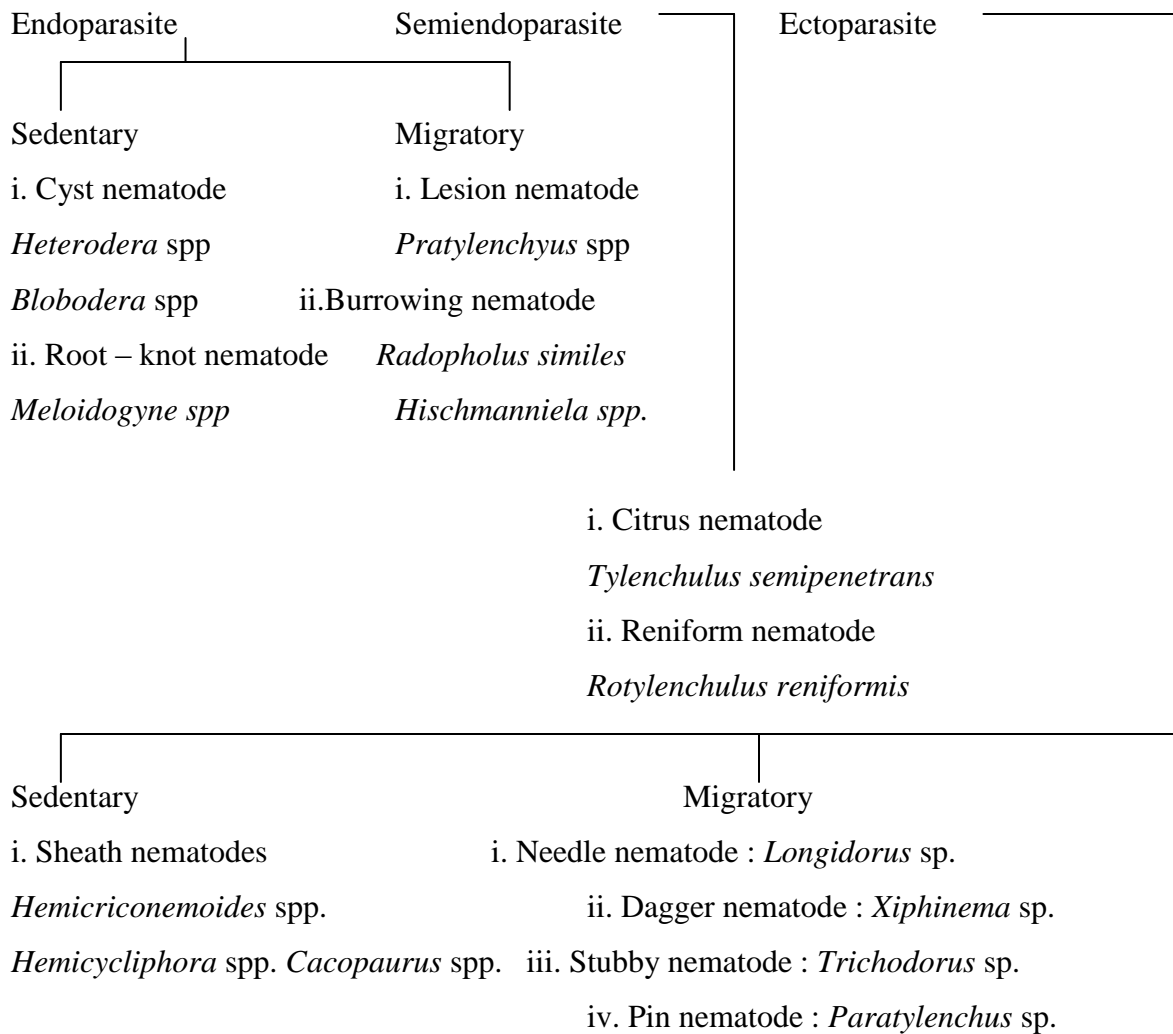 Endoparasite Semiendoparasite Ectoparasite
Sedentary Migratory
i. Cyst nematode i. Lesion nematode
Heterodera spp Pratylenchyus spp
Blobodera spp ii.Burrowing nematode
ii. Root – knot nematode Radopholus similes
Meloidogyne spp Hischmanniela spp.
i. Citrus nematode
Tylenchulus semipenetrans
ii. Reniform nematode
Rotylenchulus reniformis
Sedentary Migratory
i. Sheath nematodes i. Needle nematode : Longidorus sp.
Hemicriconemoides spp. ii. Dagger nematode : Xiphinema sp.
Hemicycliphora spp. Cacopaurus spp. iii. Stubby nematode : Trichodorus sp.
iv. Pin nematode : Paratylenchus sp.